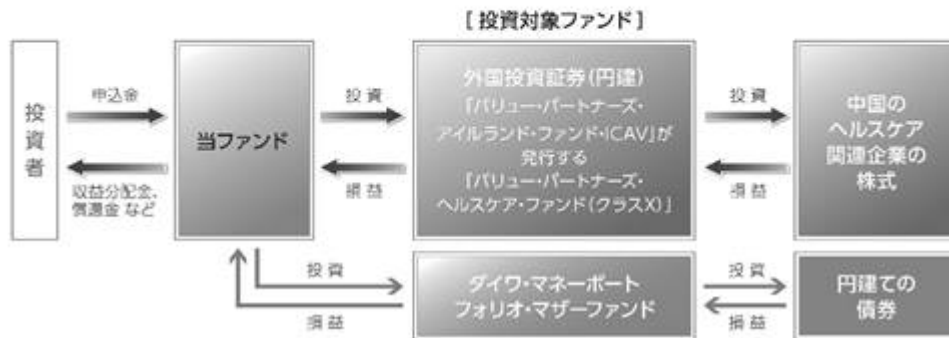 [投資対象ファンド]
投資者
申込金
収益分配金、
償還金 など
当ファンド
投資
損益
外国投資証券(円建)
「バリュー・パートナーズ・
アイルランド・ファンド・ICAV」が
発行する
「バリュー・パートナーズ・
ヘルスケア・ファンド(クラスX)」
投資
損益
中国の
ヘルスケア
関連企業の
株式
投資
損益
ダイワ・マネーポート
フォリオ・マザーファンド
投資
損益
円建ての
債券